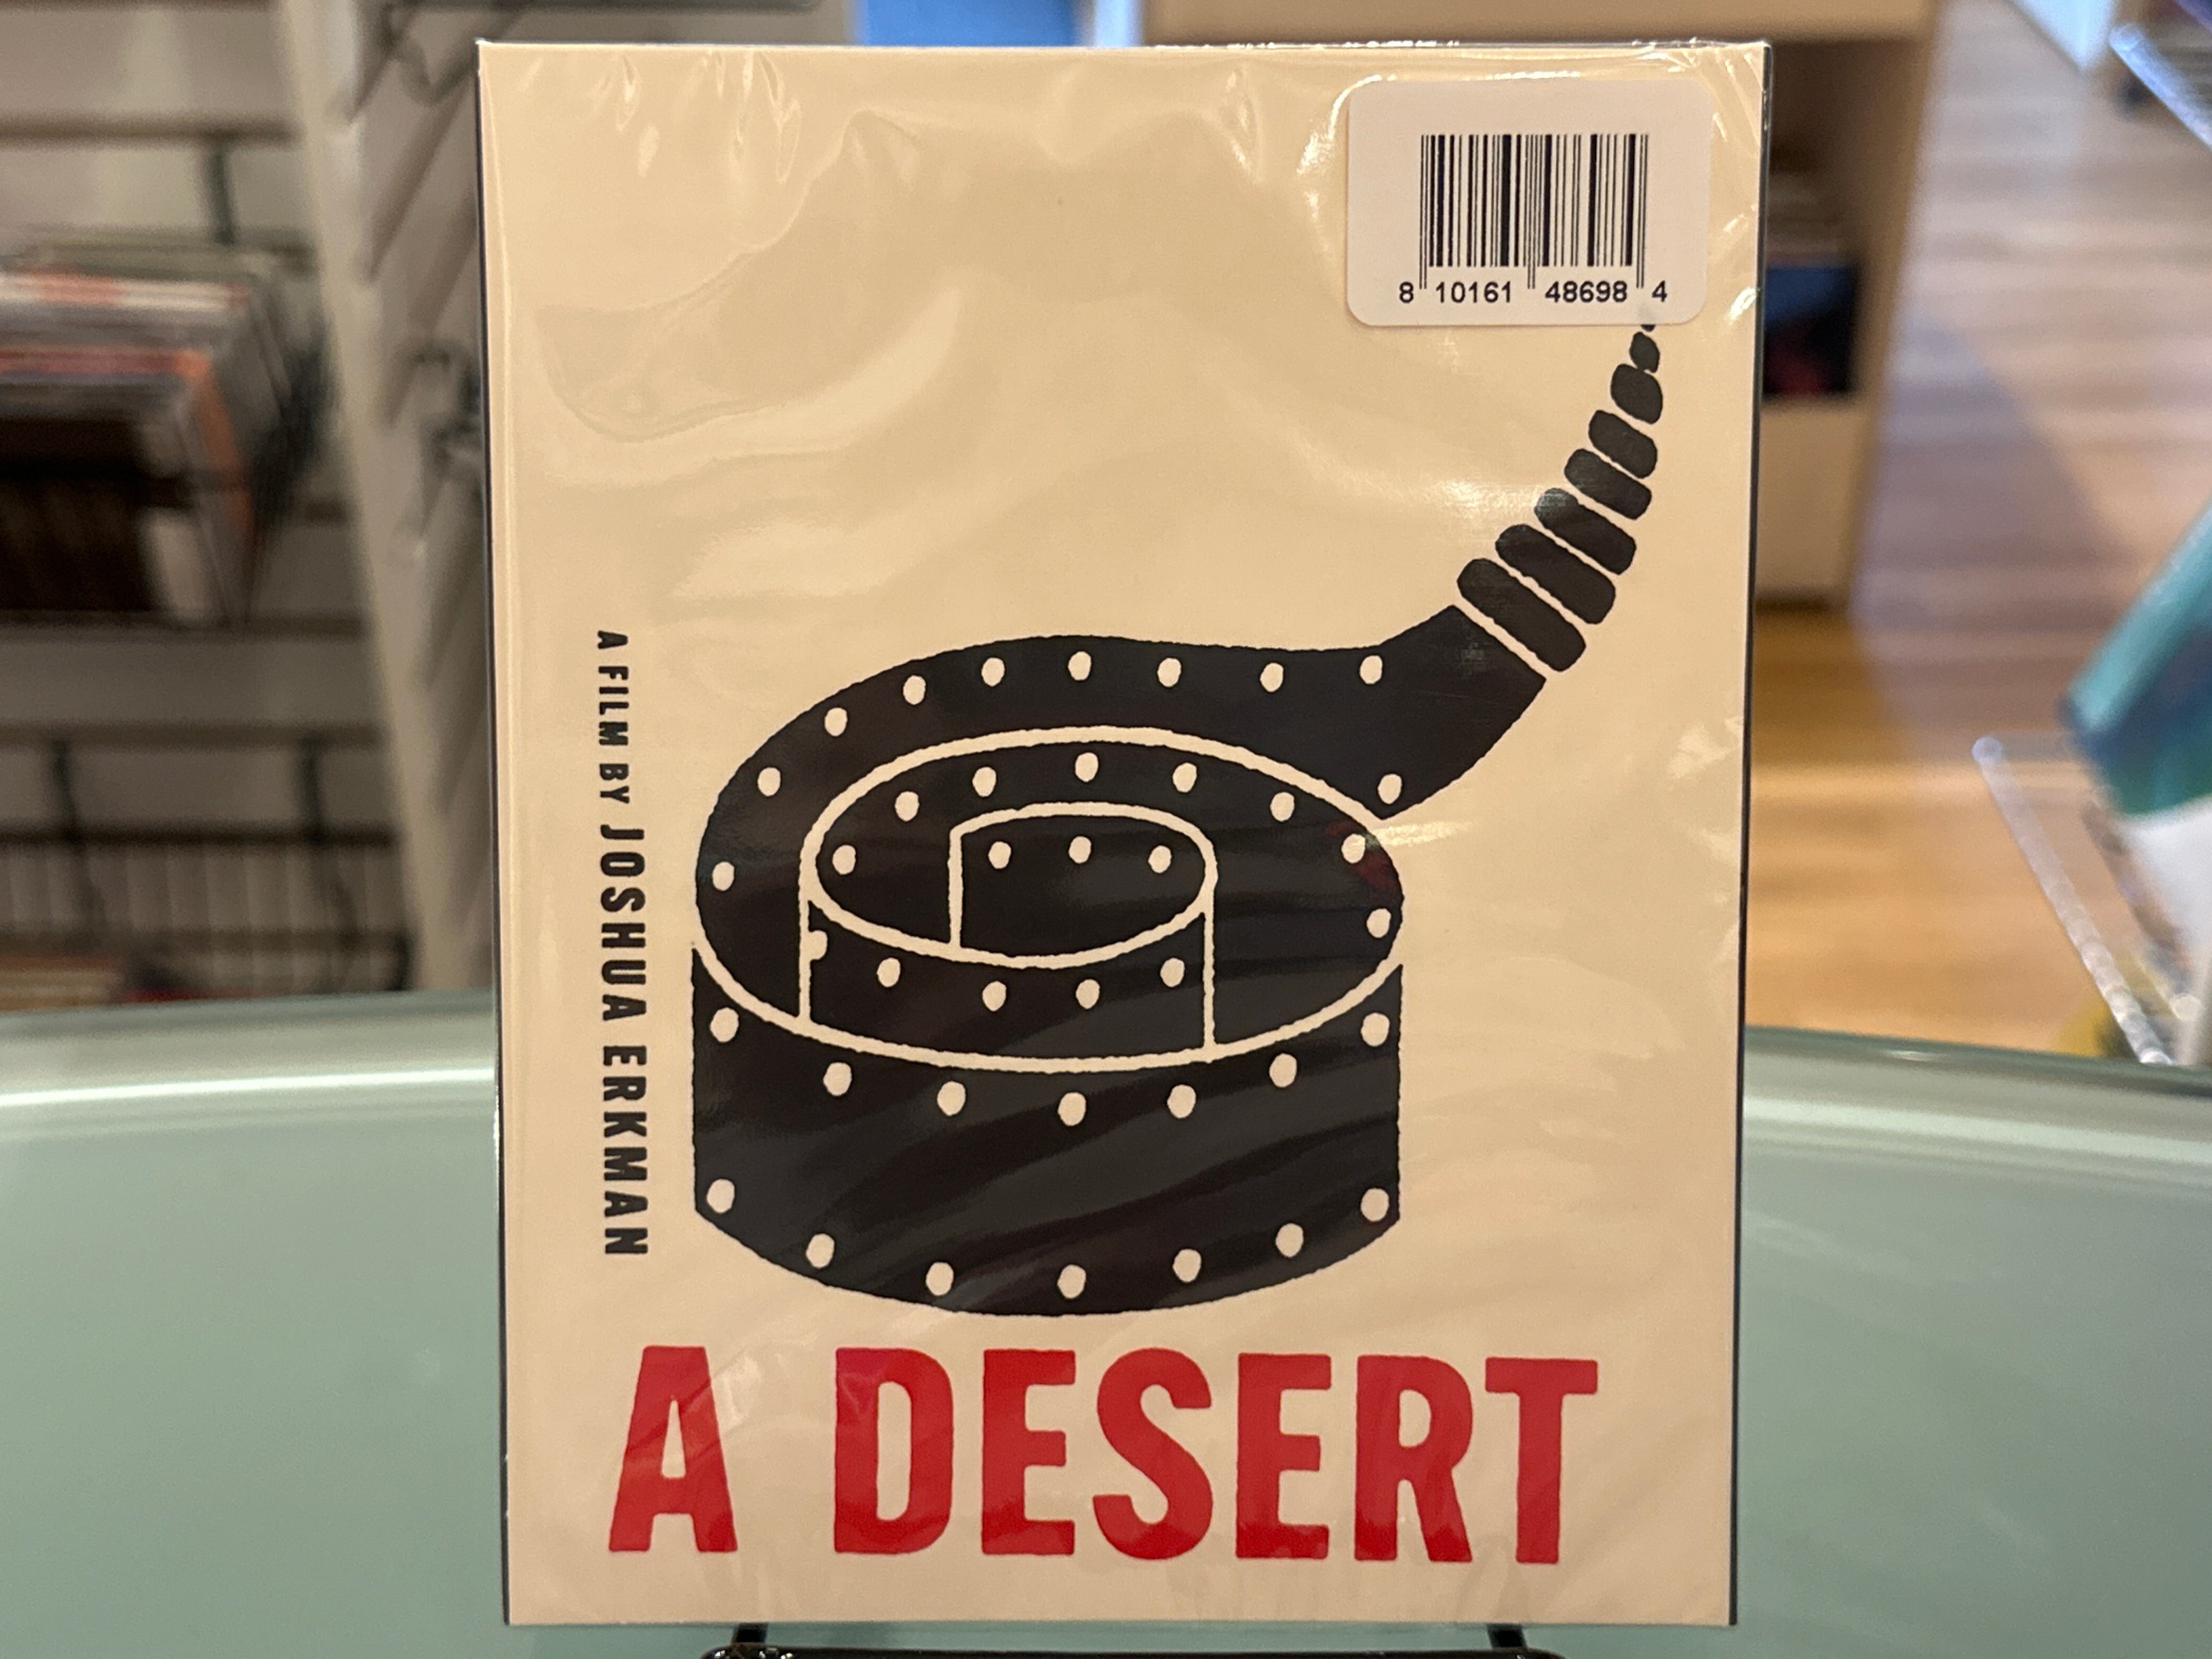 8 10161 48698 4
A FILM BY JOSHUA ERKMAN
A DESERT